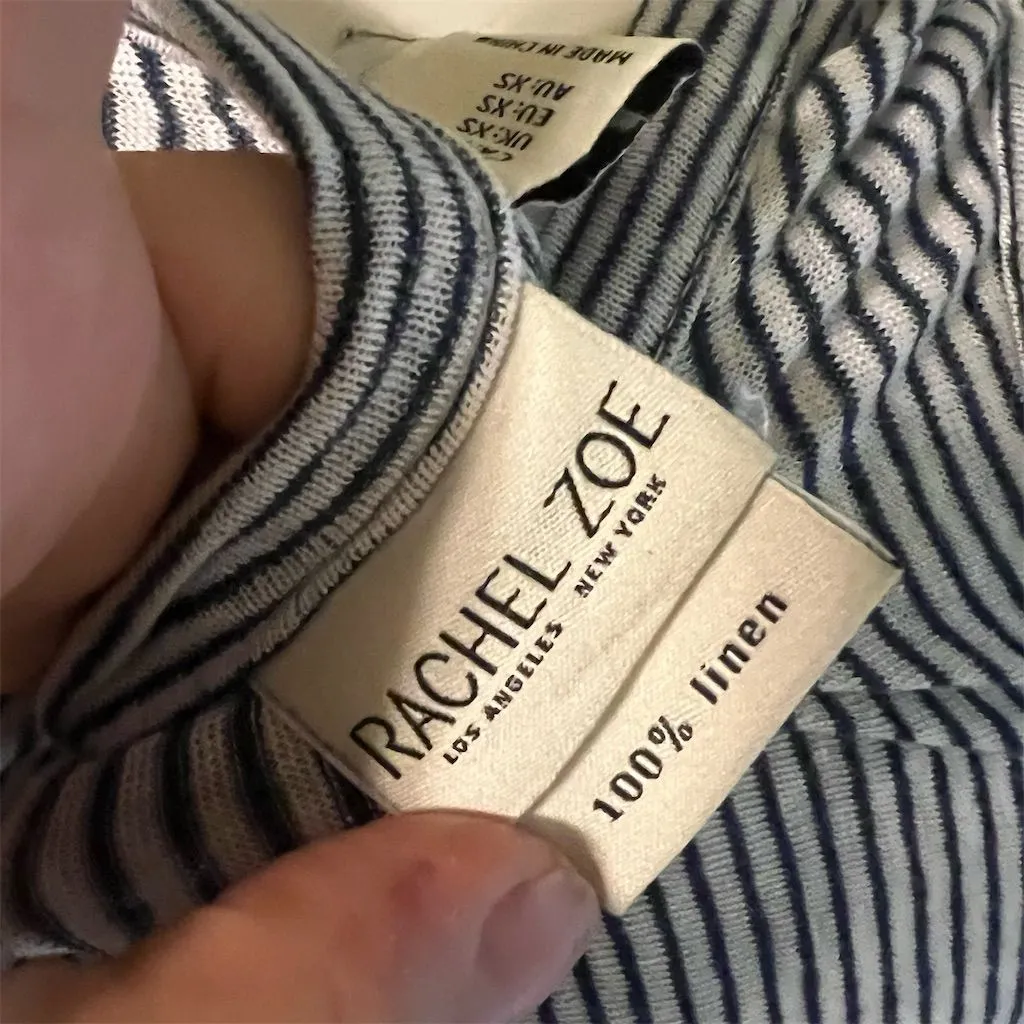 RACHEL ZOE
LOS ANGELES NEW YORK
100% linen
UK:XS
EU:XS
AU:XS
MADE IN CHINA